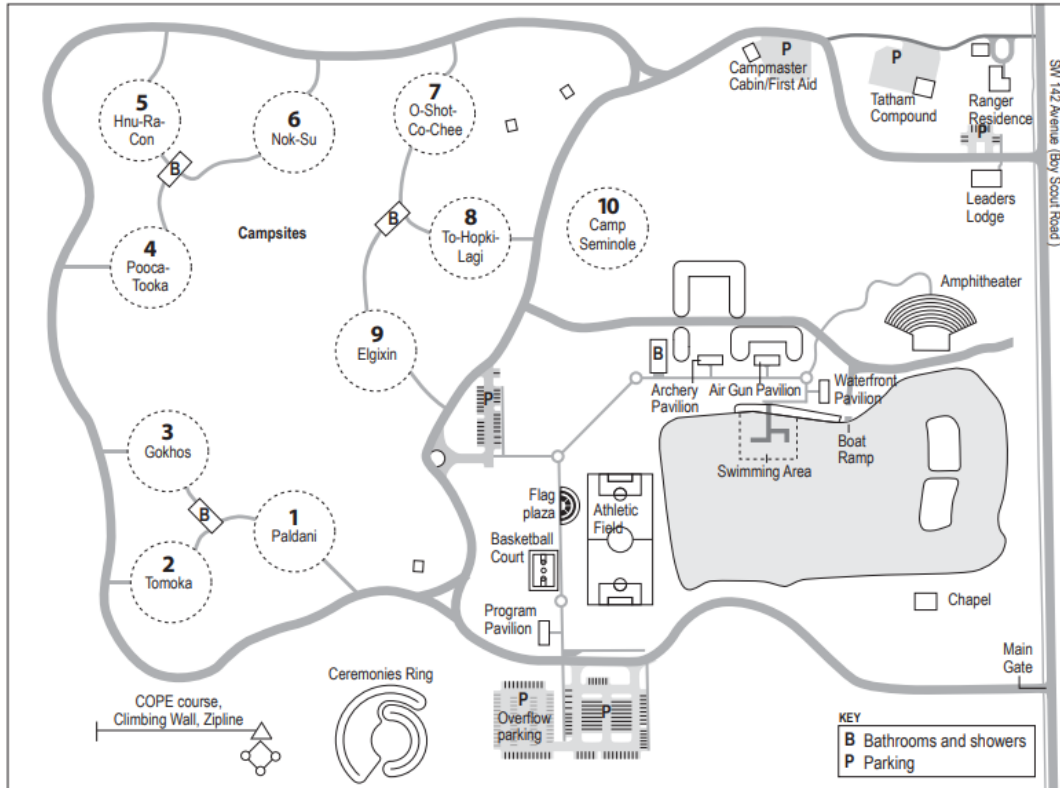 5
Hnu-Ra-
Con
6
Nok-Su
7
O-Shot-
Co-Chee
P
Campmaster
Cabin/First Aid
P
Tatham
Compound
Ranger
Residence
P
Leaders
Lodge
SW 142 Avenue (Boy Scout Road)
B
B
Campsites
4
Pooca-
Tooka
8
To-Hopki-
Lagi
10
Camp
Seminole
Amphitheater
9
Elgixin
B
Archery
Pavilion
Air Gun Pavilion
Waterfront
Pavilion
P
Boat
Ramp
Swimming Area
3
Gokhos
B
1
Paldani
2
Tomoka
Flag
plaza
Athletic
Field
Basketball
Court
Program
Pavilion
Chapel
Main
Gate
COPE course,
Climbing Wall, Zipline
Ceremonies Ring
P
Overflow
parking
P
KEY
B Bathrooms and showers
P Parking